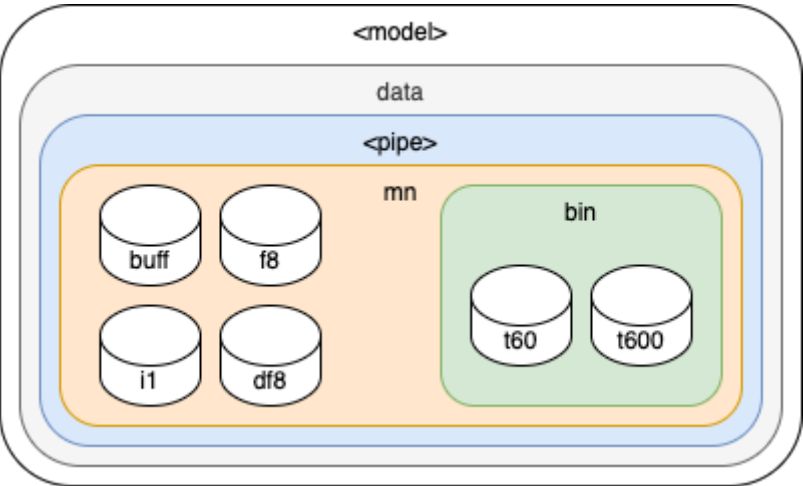 <model>
data
<pipe>
mn
bin
buff
f8
t60
t600
i1
df8